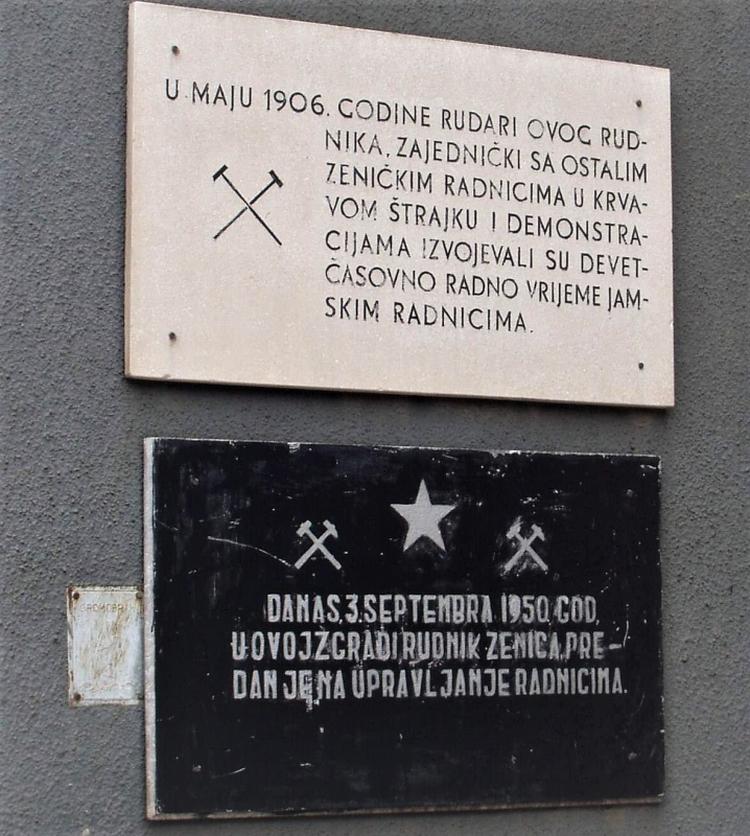 U MAJU 1906. GODINE RUDARI OVOG RUD-
NIKA, ZAJEDNIČKI SA OSTALIM
ZENIČKIM RADNICIMA U KRVA-
VOM ŠTRAJKU I DEMONSTRA-
CIJAMA IZVOJEVALI SU DEVET-
ČASOVNO RADNO VRIJEME JAM-
SKIM RADNICIMA.
DANAS, 3. SEPTEMBRA 1950. GOD.
U OVOJ ZGRADI RUDNIK ZENICA, PRE-
DAN JE NA UPRAVLJANJE RADNICIMA.